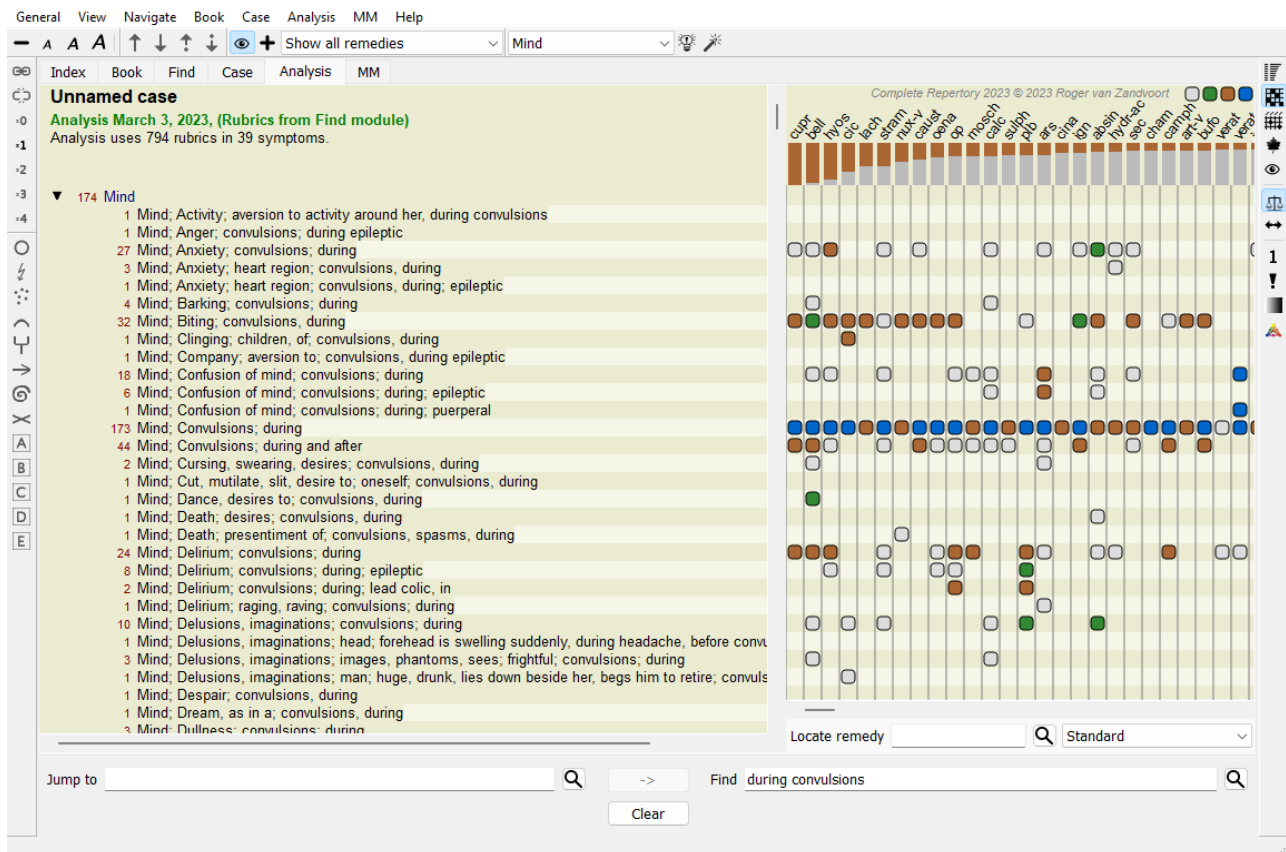 General View Navigate Book Case Analysis MM Help
A A A Show all remedies Mind
Index Book Find Case Analysis MM
Complete Repertory 2023 © 2023 Roger van Zandvoort
Unnamed case
Analysis March 3, 2023, (Rubrics from Find module)
Analysis uses 794 rubrics in 39 symptoms.
cupr bell hyos cic lach stram nux-v caust oena op mosch calc sulph plb ars cina ign absin hydr-ac sec cham camph art-v bufo verat verat
×0
×1
×2
×3
×4
A
B
C
D
E
1
174 Mind
1 Mind; Activity; aversion to activity around her, during convulsions
1 Mind; Anger; convulsions; during epileptic
27 Mind; Anxiety; convulsions; during
3 Mind; Anxiety; heart region; convulsions, during
1 Mind; Anxiety; heart region; convulsions, during; epileptic
4 Mind; Barking; convulsions; during
32 Mind; Biting; convulsions, during
1 Mind; Clinging; children, of; convulsions, during
1 Mind; Company; aversion to; convulsions, during epileptic
18 Mind; Confusion of mind; convulsions; during
6 Mind; Confusion of mind; convulsions; during; epileptic
1 Mind; Confusion of mind; convulsions; during; puerperal
173 Mind; Convulsions; during
44 Mind; Convulsions; during and after
2 Mind; Cursing, swearing, desires; convulsions, during
1 Mind; Cut, mutilate, slit, desire to; oneself; convulsions, during
1 Mind; Dance, desires to; convulsions, during
1 Mind; Death; desires; convulsions, during
1 Mind; Death; presentiment of; convulsions, spasms, during
24 Mind; Delirium; convulsions; during
8 Mind; Delirium; convulsions; during; epileptic
2 Mind; Delirium; convulsions; during; lead colic, in
1 Mind; Delirium; raging, raving; convulsions; during
10 Mind; Delusions, imaginations; convulsions; during
1 Mind; Delusions, imaginations; head; forehead is swelling suddenly, during headache, before convu
3 Mind; Delusions, imaginations; images, phantoms, sees; frightful; convulsions; during
1 Mind; Delusions, imaginations; man; huge, drunk, lies down beside her, begs him to retire; convuls
1 Mind; Despair; convulsions, during
1 Mind; Dream, as in a; convulsions, during
3 Mind; Dullness; convulsions; during
Locate remedy Standard
Jump to -> Find during convulsions
Clear